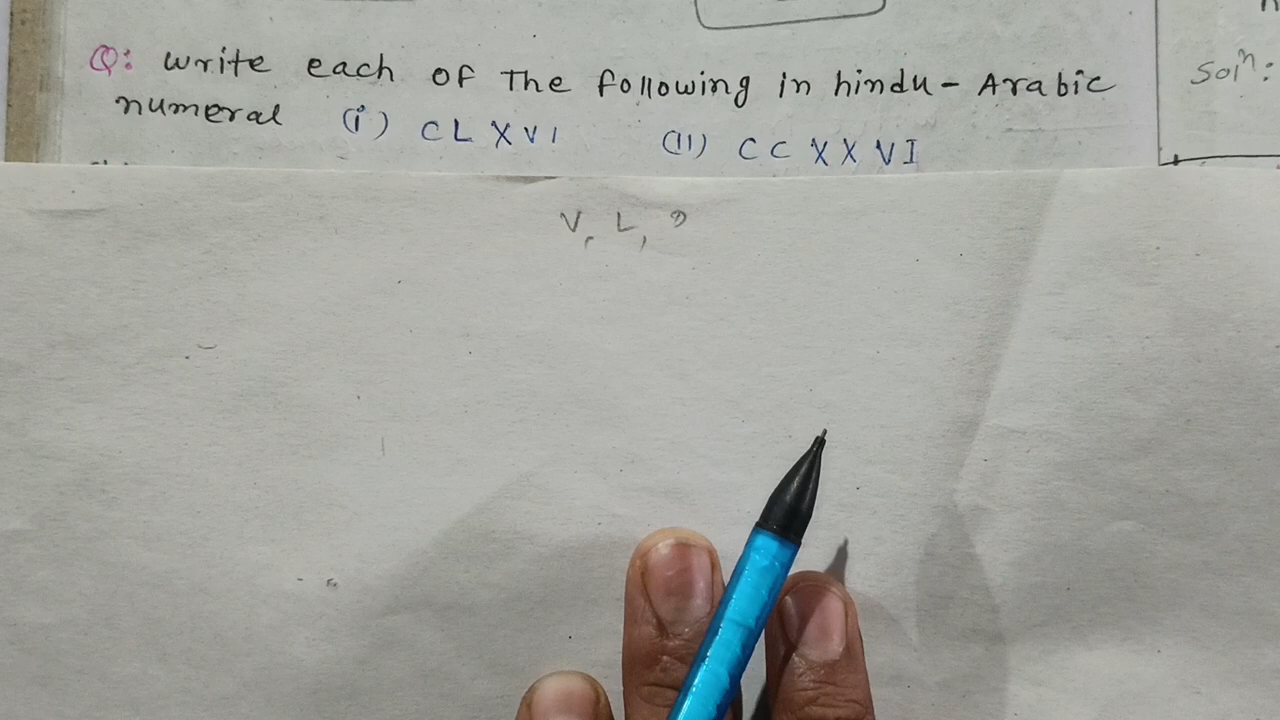 Q: write each of the following in hindu-Arabic
numeral (i) CLXVI (II) CCXXVI
Soln:
V, L, ?